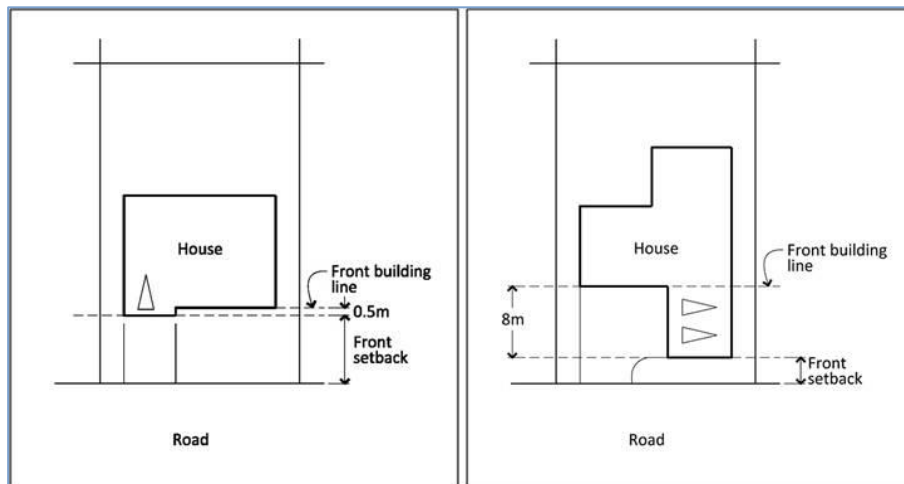 House
Front building
line
0.5m
Front
setback
Road
House
Front building
line
8m
Front
setback
Road